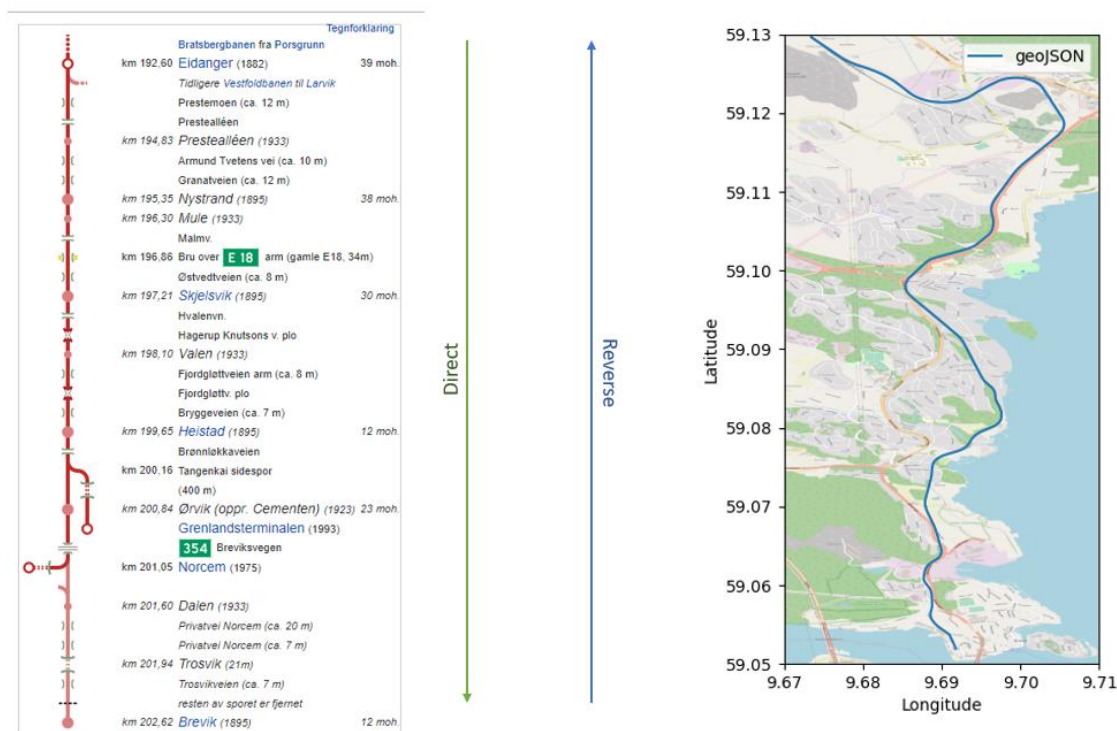 Tegnforklaring
Bratsbergbanen fra Porsgrunn
km 192,60 Eidanger (1882) 39 moh.
Tidligere Vestfoldbanen til Larvik
Prestemoen (ca. 12 m)
Prestealléen
km 194,83 Prestealléen (1933)
Armund Tvetens vei (ca. 10 m)
Granatveien (ca. 12 m)
km 195,35 Nystrand (1895) 38 moh.
km 196,30 Mule (1933)
Malmv.
km 196,86 Bru over E 18 arm (gamle E18, 34m)
Østvedtveien (ca. 8 m)
km 197,21 Skjelsvik (1895) 30 moh.
Hvalenvn.
Hagerup Knutsons v. plo
km 198,10 Valen (1933)
Fjordgløttveien arm (ca. 8 m)
Fjordgløttv. plo
Bryggeveien (ca. 7 m)
km 199,65 Heistad (1895) 12 moh.
Brønnløkkaveien
km 200,16 Tangenkai sidespor
(400 m)
km 200,84 Ørvik (oppr. Cementen) (1923) 23 moh.
Grenlandsterminalen (1993)
354 Breviksvegen
km 201,05 Norcem (1975)
km 201,60 Dalen (1933)
Privatvei Norcem (ca. 20 m)
Privatvei Norcem (ca. 7 m)
km 201,94 Trosvik (21m)
Trosvikveien (ca. 7 m)
resten av sporet er fjernet
km 202,62 Brevik (1895) 12 moh.
Direct
Reverse
geoJSON
Latitude
59.13
59.12
59.11
59.10
59.09
59.08
59.07
59.06
59.05
9.67 9.68 9.69 9.70 9.71
Longitude